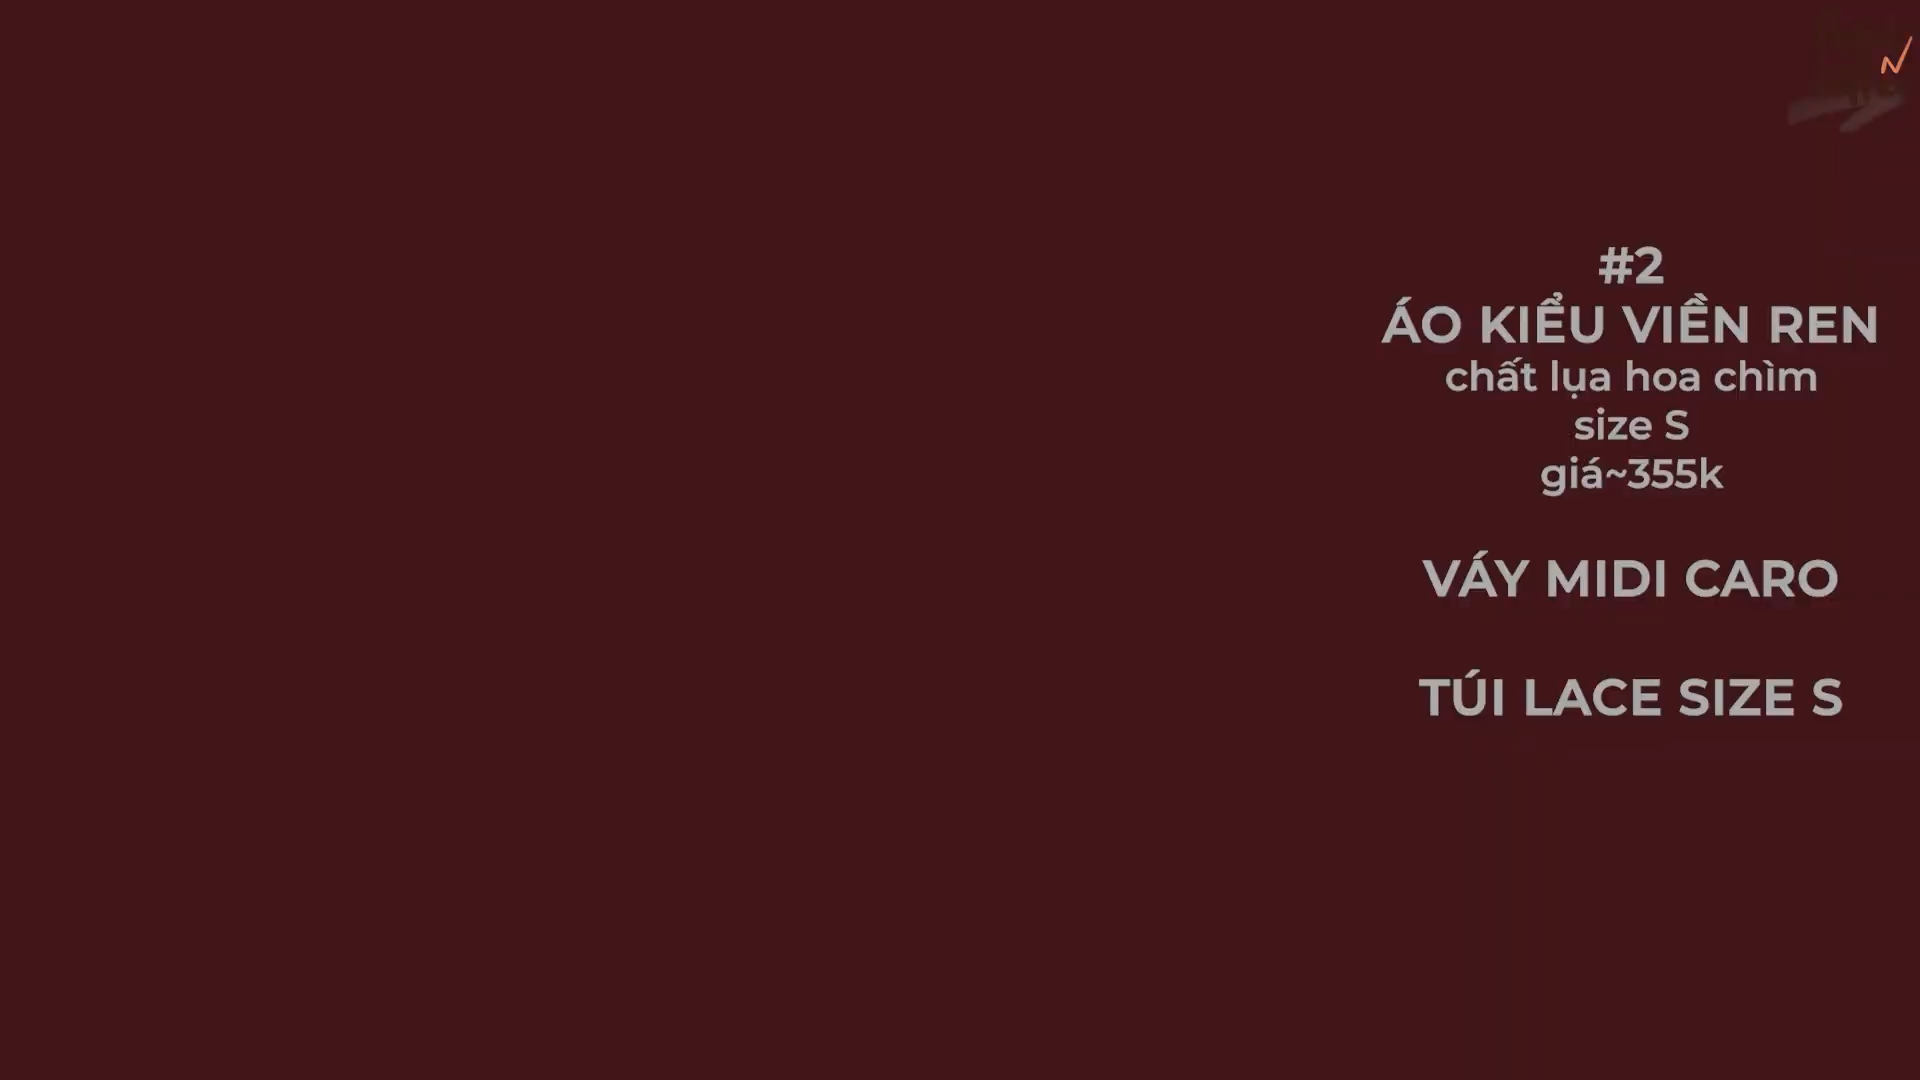 #2
ÁO KIỂU VIỀN REN
chất lụa hoa chìm
size S
giá~355k
VÁY MIDI CARO
TÚI LACE SIZE S